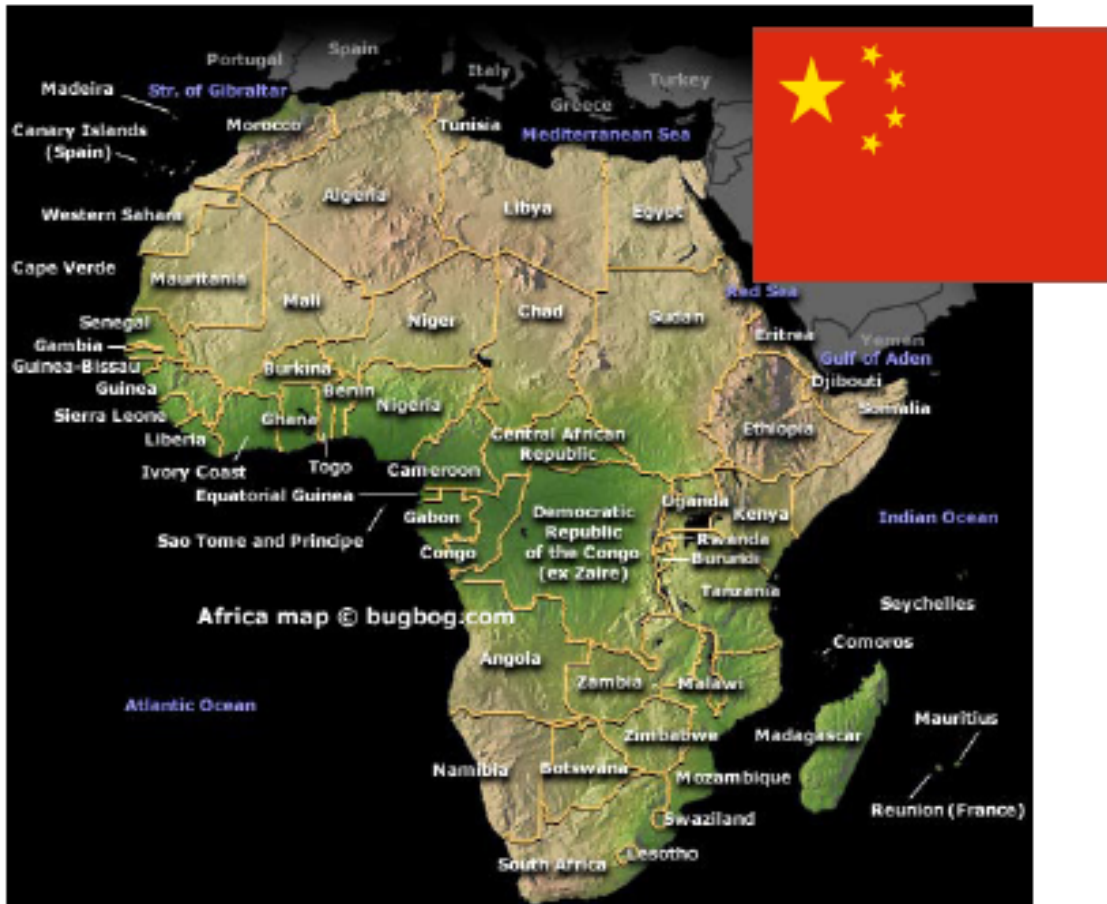 Spain
Portugal
Italy
Turkey
Greece
Madeira
Str. of Gibraltar
Morocco
Tunisia
Mediterranean Sea
Canary Islands
(Spain)
Algeria
Libya
Egypt
Western Sahara
Cape Verde
Mauritania
Mali
Niger
Chad
Sudan
Red Sea
Eritrea
Yemen
Gulf of Aden
Senegal
Gambia
Guinea-Bissau
Guinea
Burkina
Benin
Nigeria
Djibouti
Somalia
Sierra Leone
Ghana
Ethiopia
Liberia
Central African
Republic
Ivory Coast
Togo
Cameroon
Equatorial Guinea
Uganda
Kenya
Gabon
Democratic
Republic
of the Congo
(ex Zaire)
Indian Ocean
Sao Tome and Principe
Congo
Rwanda
Burundi
Tanzania
Seychelles
Africa map © bugbog.com
Comoros
Angola
Zambia
Malawi
Atlantic Ocean
Mauritius
Zimbabwe
Madagascar
Namibia
Botswana
Mozambique
Reunion (France)
Swaziland
Lesotho
South Africa